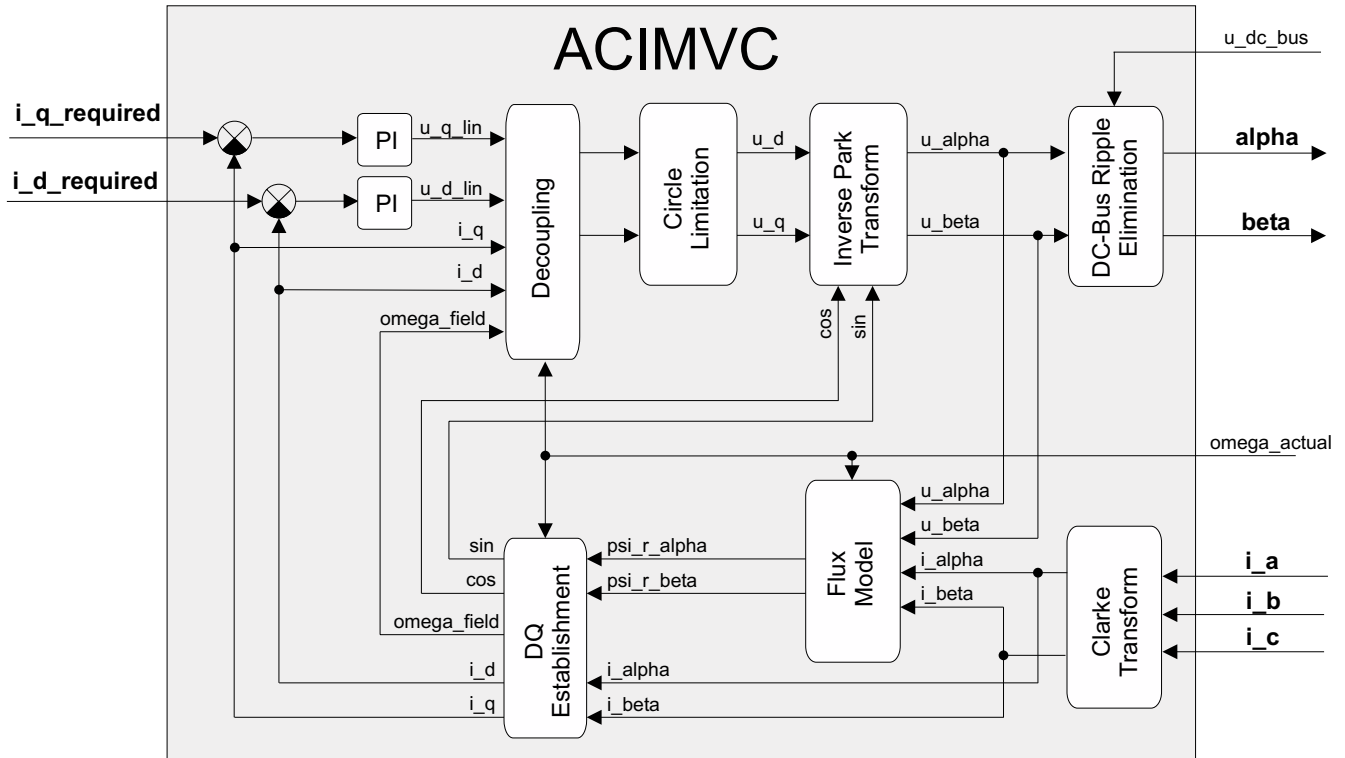 ACIMVC
u_dc_bus
i_q_required
i_d_required
PI
u_q_lin
PI
u_d_lin
i_q
i_d
omega_field
Decoupling
Circle
Limitation
u_d
u_q
Inverse Park
Transform
cos
sin
u_alpha
u_beta
DC-Bus Ripple
Elimination
alpha
beta
omega_actual
sin
cos
omega_field
i_d
i_q
DQ
Establishment
psi_r_alpha
psi_r_beta
i_alpha
i_beta
Flux
Model
u_alpha
u_beta
i_alpha
i_beta
Clarke
Transform
i_a
i_b
i_c